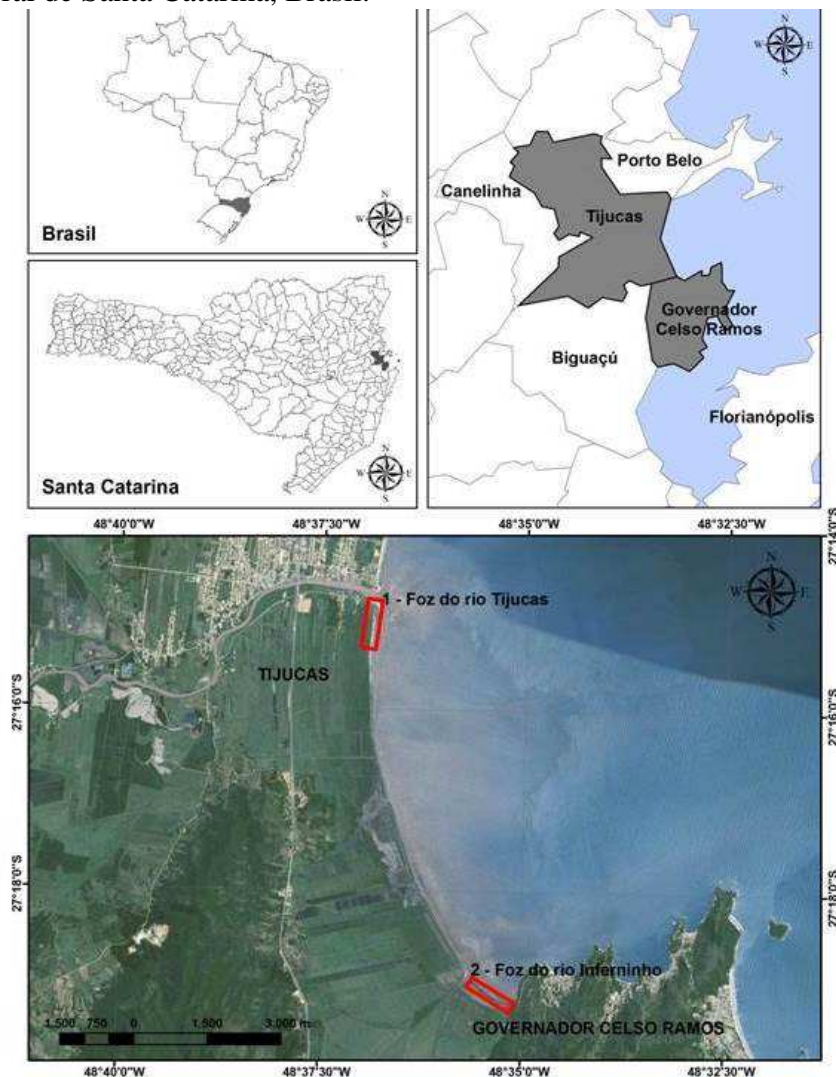 ral de Santa Catarina, Brasil.
N
W
E
S
Brasil
N
W
E
S
Santa Catarina
N
W
E
S
Porto Belo
Canelinha
Tijucas
Governador
Celso Ramos
Biguaçú
Florianópolis
48°40'0"W
48°37'30"W
48°35'0"W
48°32'30"W
27°14'0"S
N
W
E
S
1 - Foz do rio Tijucas
TIJUCAS
27°16'0"S
27°16'0"S
27°18'0"S
27°18'0"S
2 - Foz do rio Inferninho
GOVERNADOR CELSO RAMOS
1.500 750 0 1.500 3.000 m
48°40'0"W
48°37'30"W
48°35'0"W
48°32'30"W